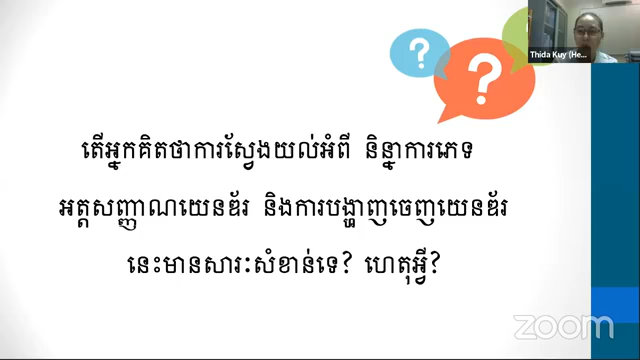 ? ?
Thida Kuy (He...
តើអ្នកគិតថាការស្វែងយល់អំពី និន្នាការភេទ
អត្តសញ្ញាណយេនឌ័រ និងការបង្ហាញចេញយេនឌ័រ
នេះមានសារៈសំខាន់ទេ? ហេតុអ្វី?
zoom